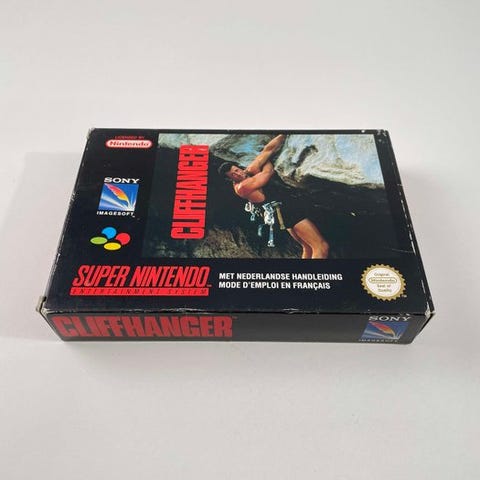 LICENSED BY
Nintendo
SONY
IMAGESOFT
CLIFFHANGER
SUPER NINTENDO
ENTERTAINMENT SYSTEM
MET NEDERLANDSE HANDLEIDING
MODE D'EMPLOI EN FRANÇAIS
Original
Nintendo
Seal of
Quality
CLIFFHANGER™
SONY
IMAGESOFT